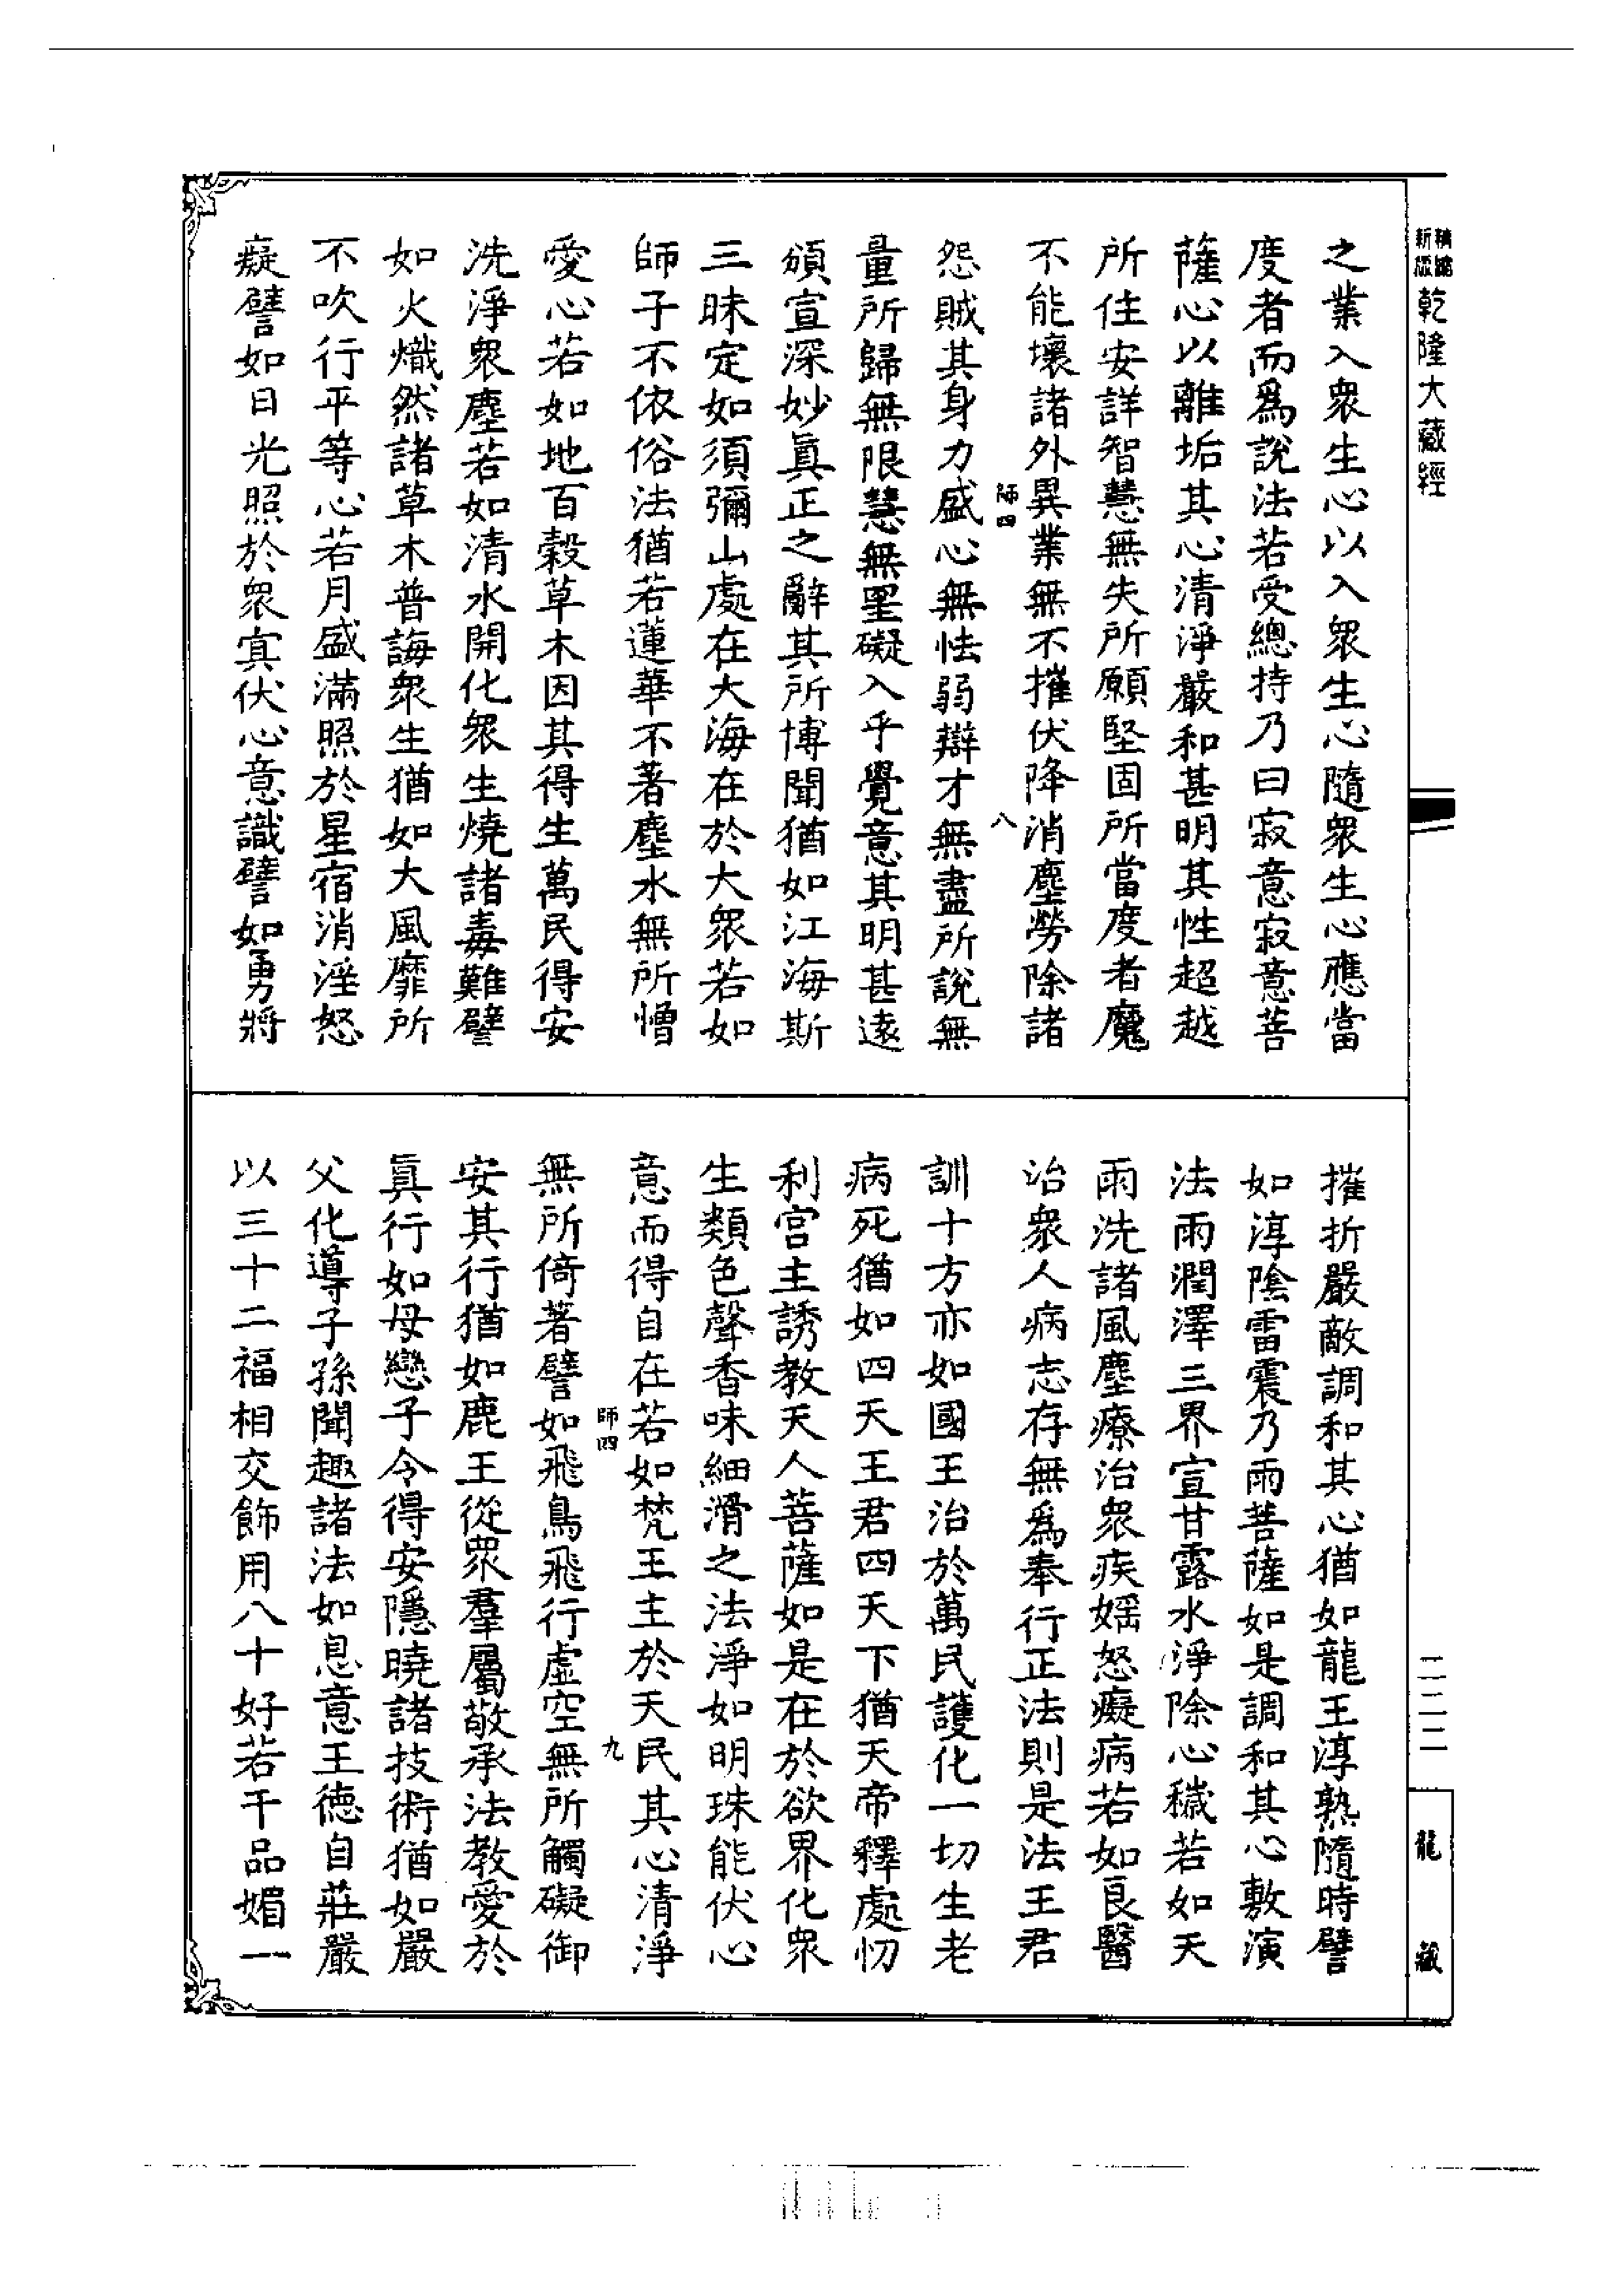 精縮
新版
乾隆大藏經
之業入衆生心以入衆生心隨衆生心應當
度者而爲說法若受總持乃曰寂意寂意菩
薩心以離垢其心清淨嚴和甚明其性超越
所住安詳智慧無失所願堅固所當度者魔
不能壞諸外異業無不摧伏降消塵勞除諸
師四
八
怨賊其身力盛心無怯弱辯才無盡所說無
量所歸無限慧無罣礙入乎覺意其明甚遠
頒宣深妙眞正之辭其所博聞猶如江海斯
三昧定如須彌山處在大海在於大衆若如
師子不依俗法猶若蓮華不著塵水無所憎
愛心若如地百穀草木因其得生萬民得安
洗淨衆塵若如清水開化衆生燒諸毒難譬
如火熾然諸草木普誨衆生猶如大風靡所
不吹行平等心若月盛滿照於星宿消淫怒
癡譬如日光照於衆寘伏心意識譬如勇將
摧折嚴敵調和其心猶如龍王淳熟隨時譬
如淳陰雷震乃雨菩薩如是調和其心敷演
法雨潤澤三界宣甘露水淨除心穢若如天
雨洗諸風塵療治衆疾婬怒癡病若如良醫
治衆人病志存無爲奉行正法則是法王君
訓十方亦如國王治於萬民護化一切生老
病死猶如四天王君四天下猶天帝釋處忉
利宫主誘教天人菩薩如是在於欲界化衆
生類色聲香味細滑之法淨如明珠能伏心
意而得自在若如梵王主於天民其心清淨
師四
九
無所倚著譬如飛鳥飛行虛空無所觸礙御
安其行猶如鹿王從眾羣屬敬承法教愛於
眞行如母戀子令得安隱曉諸技術猶如嚴
父化導子孫聞趣諸法如息意王德自莊嚴
以三十二福相交飾用八十好若干品媚一
二二二
龍藏